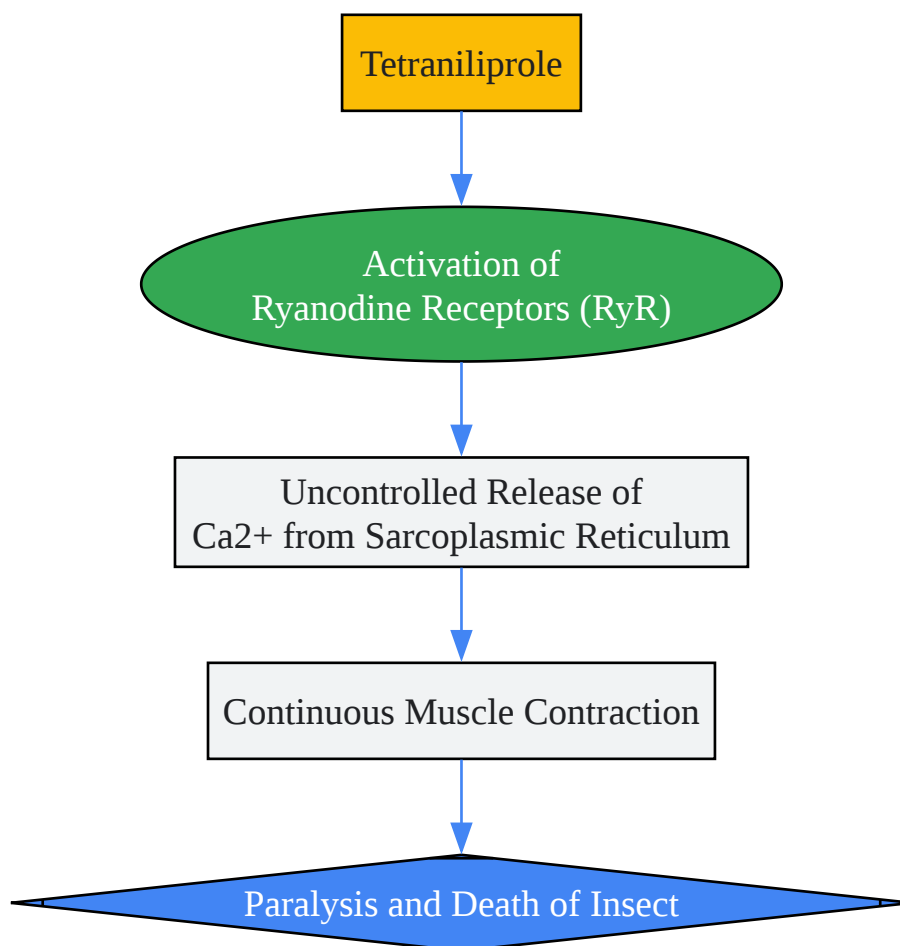 Tetraniliprole
Activation of
Ryanodine Receptors (RyR)
Uncontrolled Release of
Ca2+ from Sarcoplasmic Reticulum
Continuous Muscle Contraction
Paralysis and Death of Insect